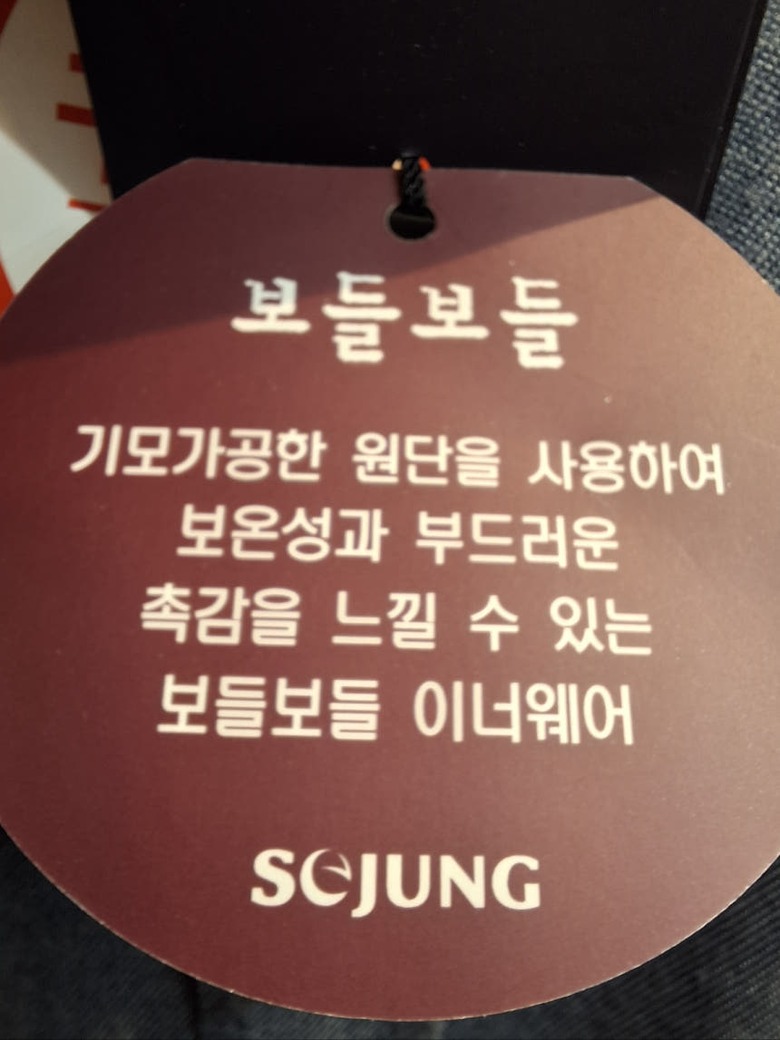 보들보들
기모가공한 원단을 사용하여
보온성과 부드러운
촉감을 느낄 수 있는
보들보들 이너웨어
SEJUNG